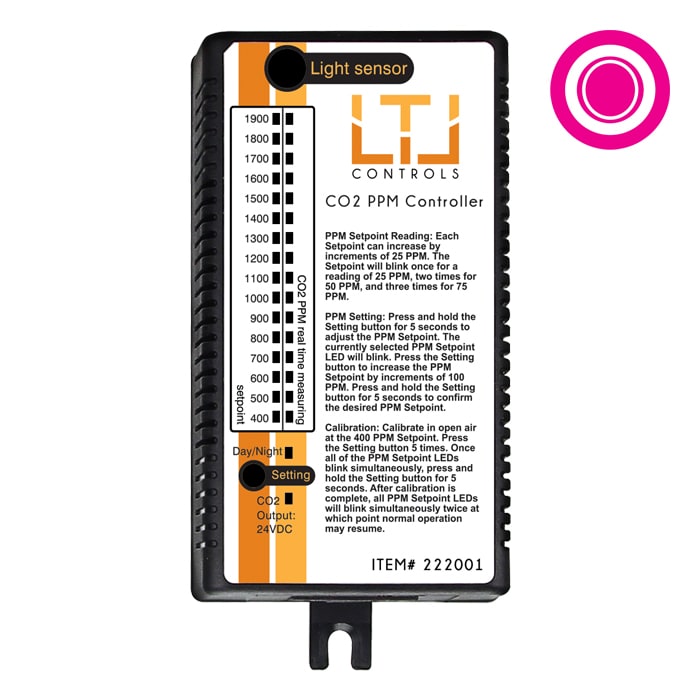 Light sensor
LTL
CONTROLS
CO2 PPM Controller
1900
1800
1700
1600
1500
1400
1300
1200
1100
1000
900
800
700
600
500
400
setpoint
CO2 PPM real time measuring
PPM Setpoint Reading: Each
Setpoint can increase by
increments of 25 PPM. The
Setpoint will blink once for a
reading of 25 PPM, two times for
50 PPM, and three times for 75
PPM.
PPM Setting: Press and hold the
Setting button for 5 seconds to
adjust the PPM Setpoint. The
currently selected PPM Setpoint
LED will blink. Press the Setting
button to increase the PPM
Setpoint by increments of 100
PPM. Press and hold the Setting
button for 5 seconds to confirm
the desired PPM Setpoint.
Calibration: Calibrate in open air
at the 400 PPM Setpoint. Press
the Setting button 5 times. Once
all of the PPM Setpoint LEDs
blink simultaneously, press and
hold the Setting button for 5
seconds. After calibration is
complete, all PPM Setpoint LEDs
will blink simultaneously twice at
which point normal operation
may resume.
Day/Night
Setting
CO2
Output:
24VDC
ITEM# 222001